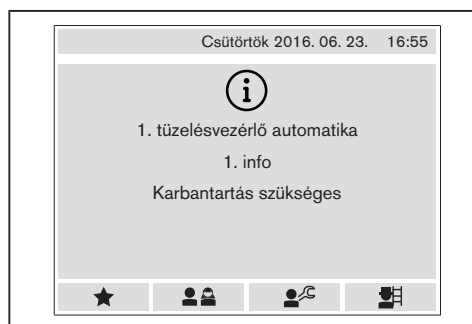 Csütörtök 2016. 06. 23. 16:55
1. tüzelésvezérlő automatika
1. info
Karbantartás szükséges